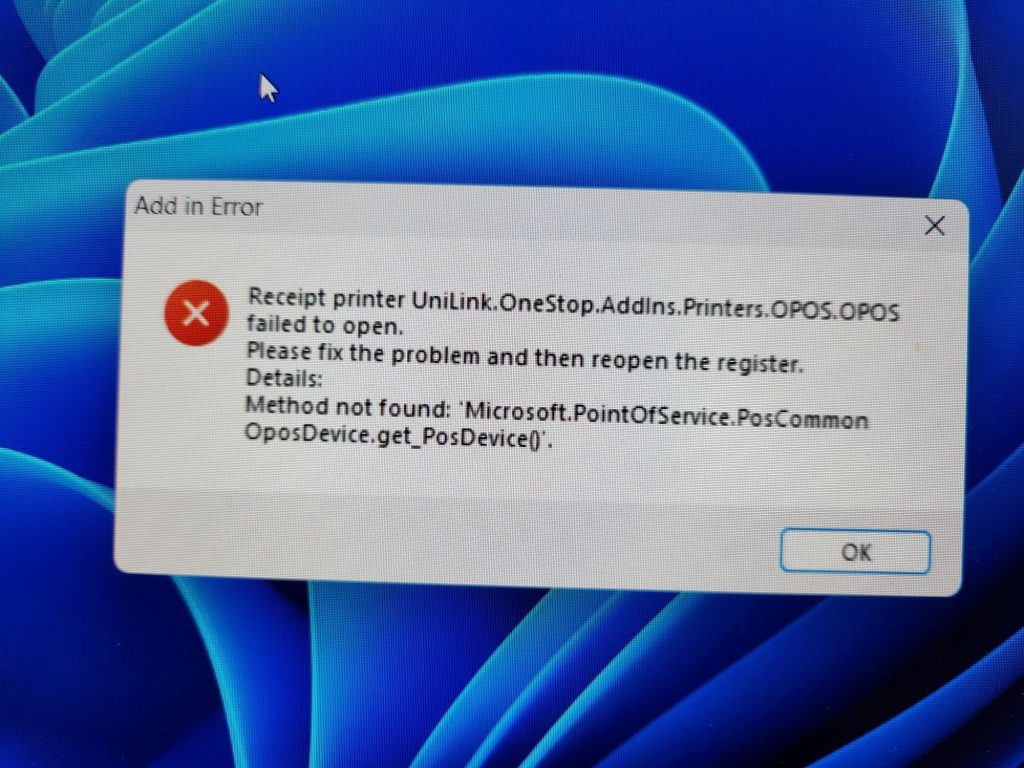 Add in Error
Receipt printer UniLink.OneStop.AddIns.Printers.OPOS.OPOS
failed to open.
Please fix the problem and then reopen the register.
Details:
Method not found: 'Microsoft.PointOfService.PosCommon
OposDevice.get_PosDevice()'.
OK